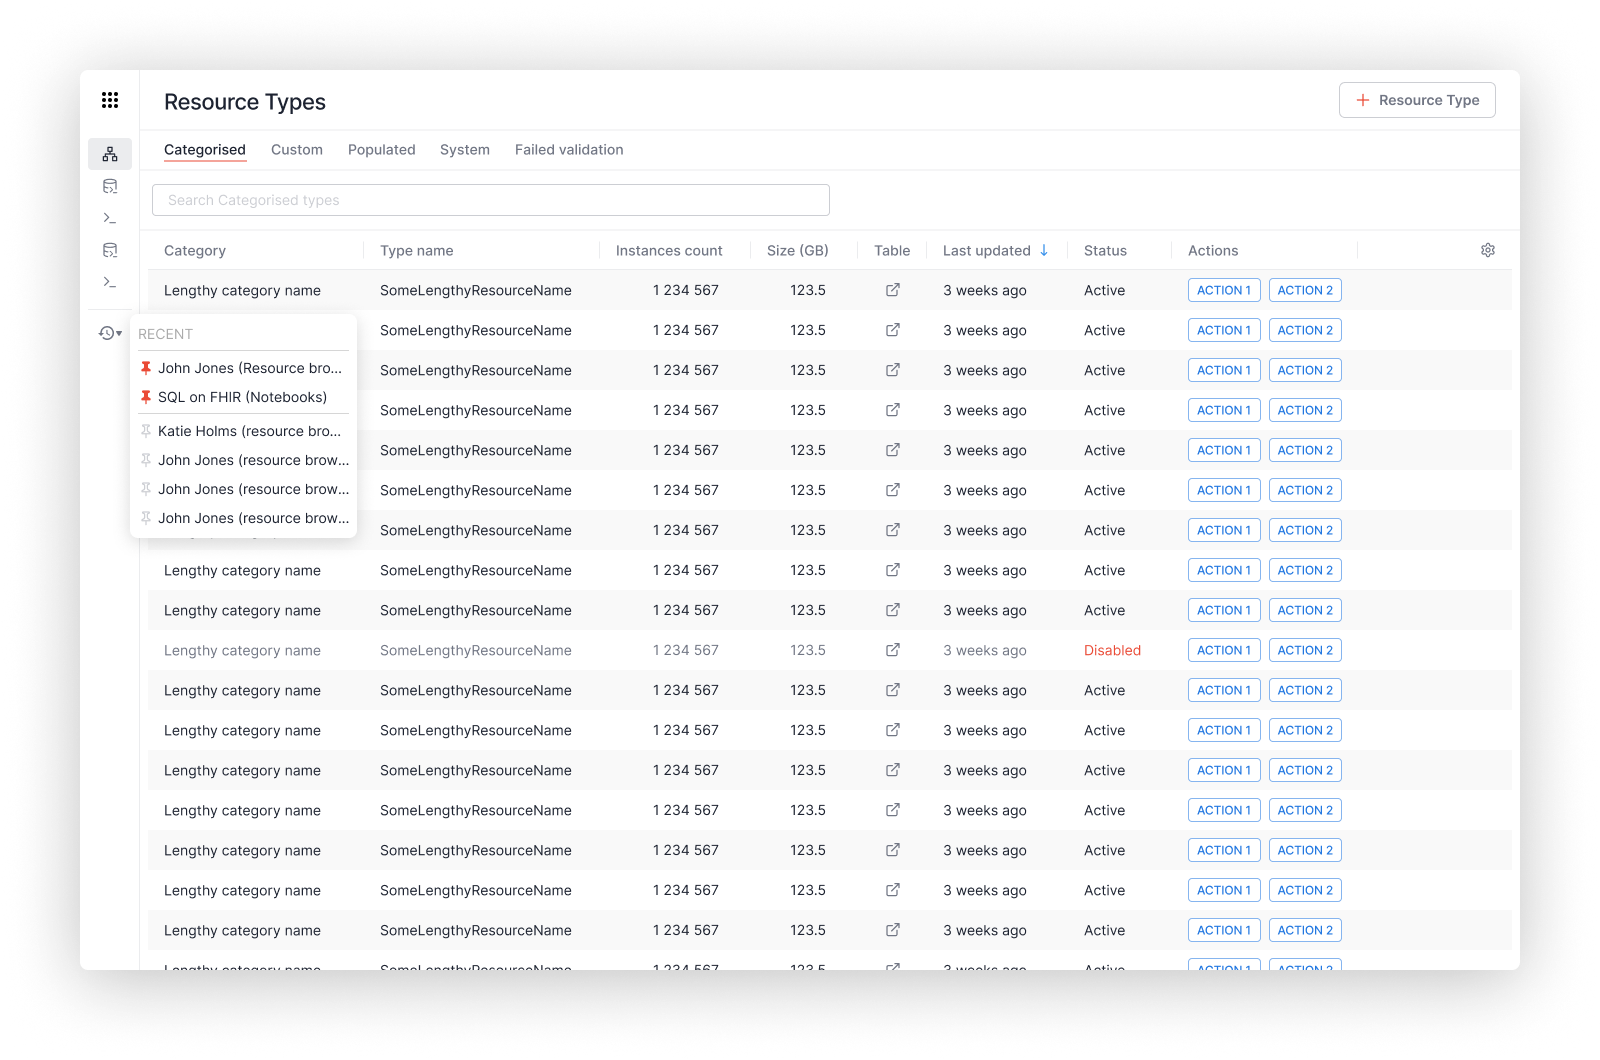 Resource Types
Resource Type
Categorised Custom Populated System Failed validation
Search Categorised types
Category Type name Instances count Size (GB) Table Last updated Status Actions
Lengthy category name SomeLengthyResourceName 1 234 567 123.5 3 weeks ago Active ACTION 1 ACTION 2
SomeLengthyResourceName 1 234 567 123.5 3 weeks ago Active ACTION 1 ACTION 2
SomeLengthyResourceName 1 234 567 123.5 3 weeks ago Active ACTION 1 ACTION 2
SomeLengthyResourceName 1 234 567 123.5 3 weeks ago Active ACTION 1 ACTION 2
SomeLengthyResourceName 1 234 567 123.5 3 weeks ago Active ACTION 1 ACTION 2
SomeLengthyResourceName 1 234 567 123.5 3 weeks ago Active ACTION 1 ACTION 2
SomeLengthyResourceName 1 234 567 123.5 3 weeks ago Active ACTION 1 ACTION 2
RECENT
John Jones (Resource bro...
SQL on FHIR (Notebooks)
Katie Holms (resource bro...
John Jones (resource brow...
John Jones (resource brow...
John Jones (resource brow...
Lengthy category name SomeLengthyResourceName 1 234 567 123.5 3 weeks ago Active ACTION 1 ACTION 2
Lengthy category name SomeLengthyResourceName 1 234 567 123.5 3 weeks ago Active ACTION 1 ACTION 2
Lengthy category name SomeLengthyResourceName 1 234 567 123.5 3 weeks ago Disabled ACTION 1 ACTION 2
Lengthy category name SomeLengthyResourceName 1 234 567 123.5 3 weeks ago Active ACTION 1 ACTION 2
Lengthy category name SomeLengthyResourceName 1 234 567 123.5 3 weeks ago Active ACTION 1 ACTION 2
Lengthy category name SomeLengthyResourceName 1 234 567 123.5 3 weeks ago Active ACTION 1 ACTION 2
Lengthy category name SomeLengthyResourceName 1 234 567 123.5 3 weeks ago Active ACTION 1 ACTION 2
Lengthy category name SomeLengthyResourceName 1 234 567 123.5 3 weeks ago Active ACTION 1 ACTION 2
Lengthy category name SomeLengthyResourceName 1 234 567 123.5 3 weeks ago Active ACTION 1 ACTION 2
Lengthy category name SomeLengthyResourceName 1 234 567 123.5 3 weeks ago Active ACTION 1 ACTION 2
Lengthy category name SomeLengthyResourceName 1 234 567 123.5 3 weeks ago Active ACTION 1 ACTION 2